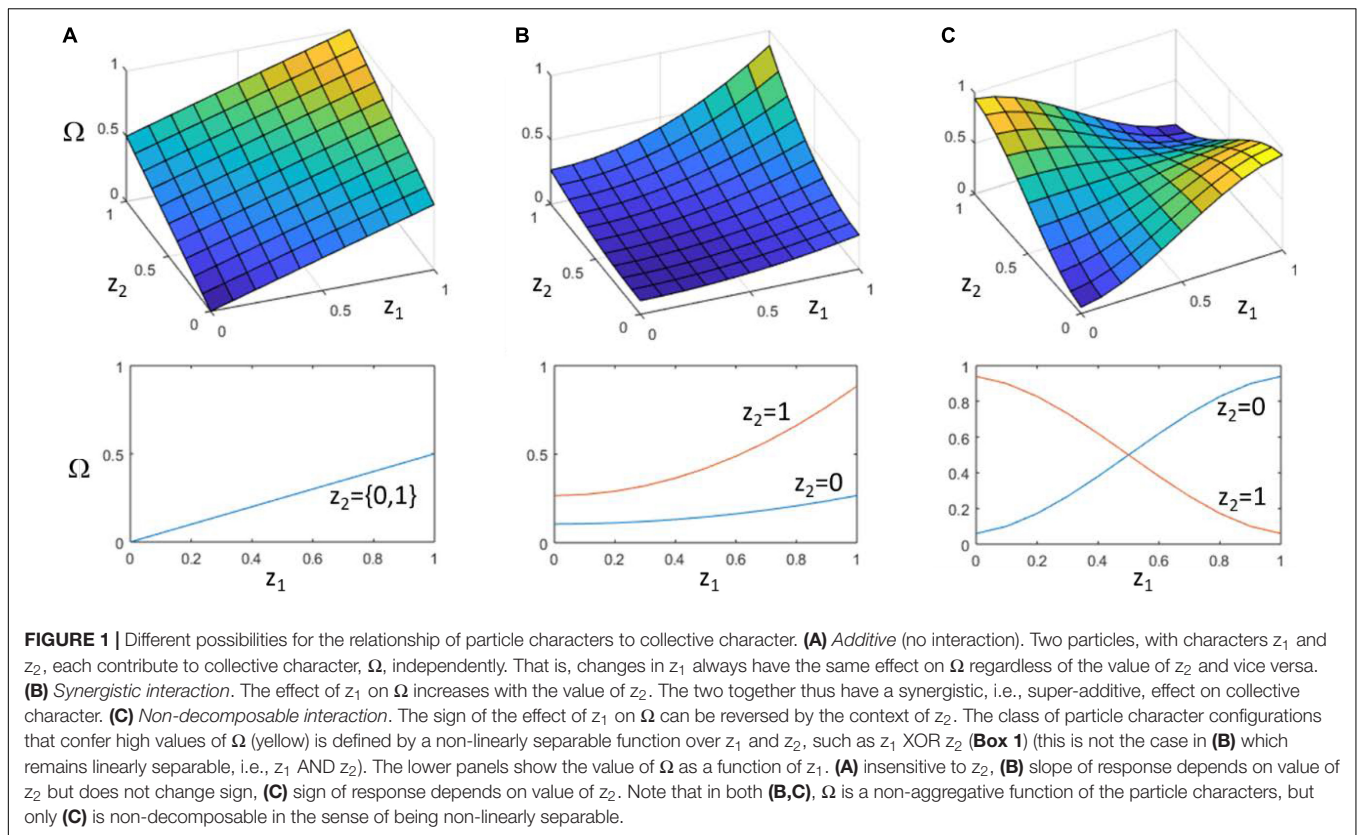 A
B
C
1
0.5
0
Ω
1
0.5
0
z2
0
0.5
1
z1
1
0.5
0
1
0.5
0
z2
0
0.5
1
z1
1
0.5
0
1
0.5
0
z2
0
0.5
1
z1
1
0.5
0
Ω
z2={0,1}
0 0.2 0.4 0.6 0.8 1
z1
1
0.5
0
z2=1
z2=0
0 0.2 0.4 0.6 0.8 1
z1
1
0.8
0.6
0.4
0.2
0
z2=0
z2=1
0 0.2 0.4 0.6 0.8 1
z1
FIGURE 1 | Different possibilities for the relationship of particle characters to collective character. (A) Additive (no interaction). Two particles, with characters z1 and
z2, each contribute to collective character, Ω, independently. That is, changes in z1 always have the same effect on Ω regardless of the value of z2 and vice versa.
(B) Synergistic interaction. The effect of z1 on Ω increases with the value of z2. The two together thus have a synergistic, i.e., super-additive, effect on collective
character. (C) Non-decomposable interaction. The sign of the effect of z1 on Ω can be reversed by the context of z2. The class of particle character configurations
that confer high values of Ω (yellow) is defined by a non-linearly separable function over z1 and z2, such as z1 XOR z2 (Box 1) (this is not the case in (B) which
remains linearly separable, i.e., z1 AND z2). The lower panels show the value of Ω as a function of z1. (A) insensitive to z2, (B) slope of response depends on value of
z2 but does not change sign, (C) sign of response depends on value of z2. Note that in both (B,C), Ω is a non-aggregative function of the particle characters, but
only (C) is non-decomposable in the sense of being non-linearly separable.